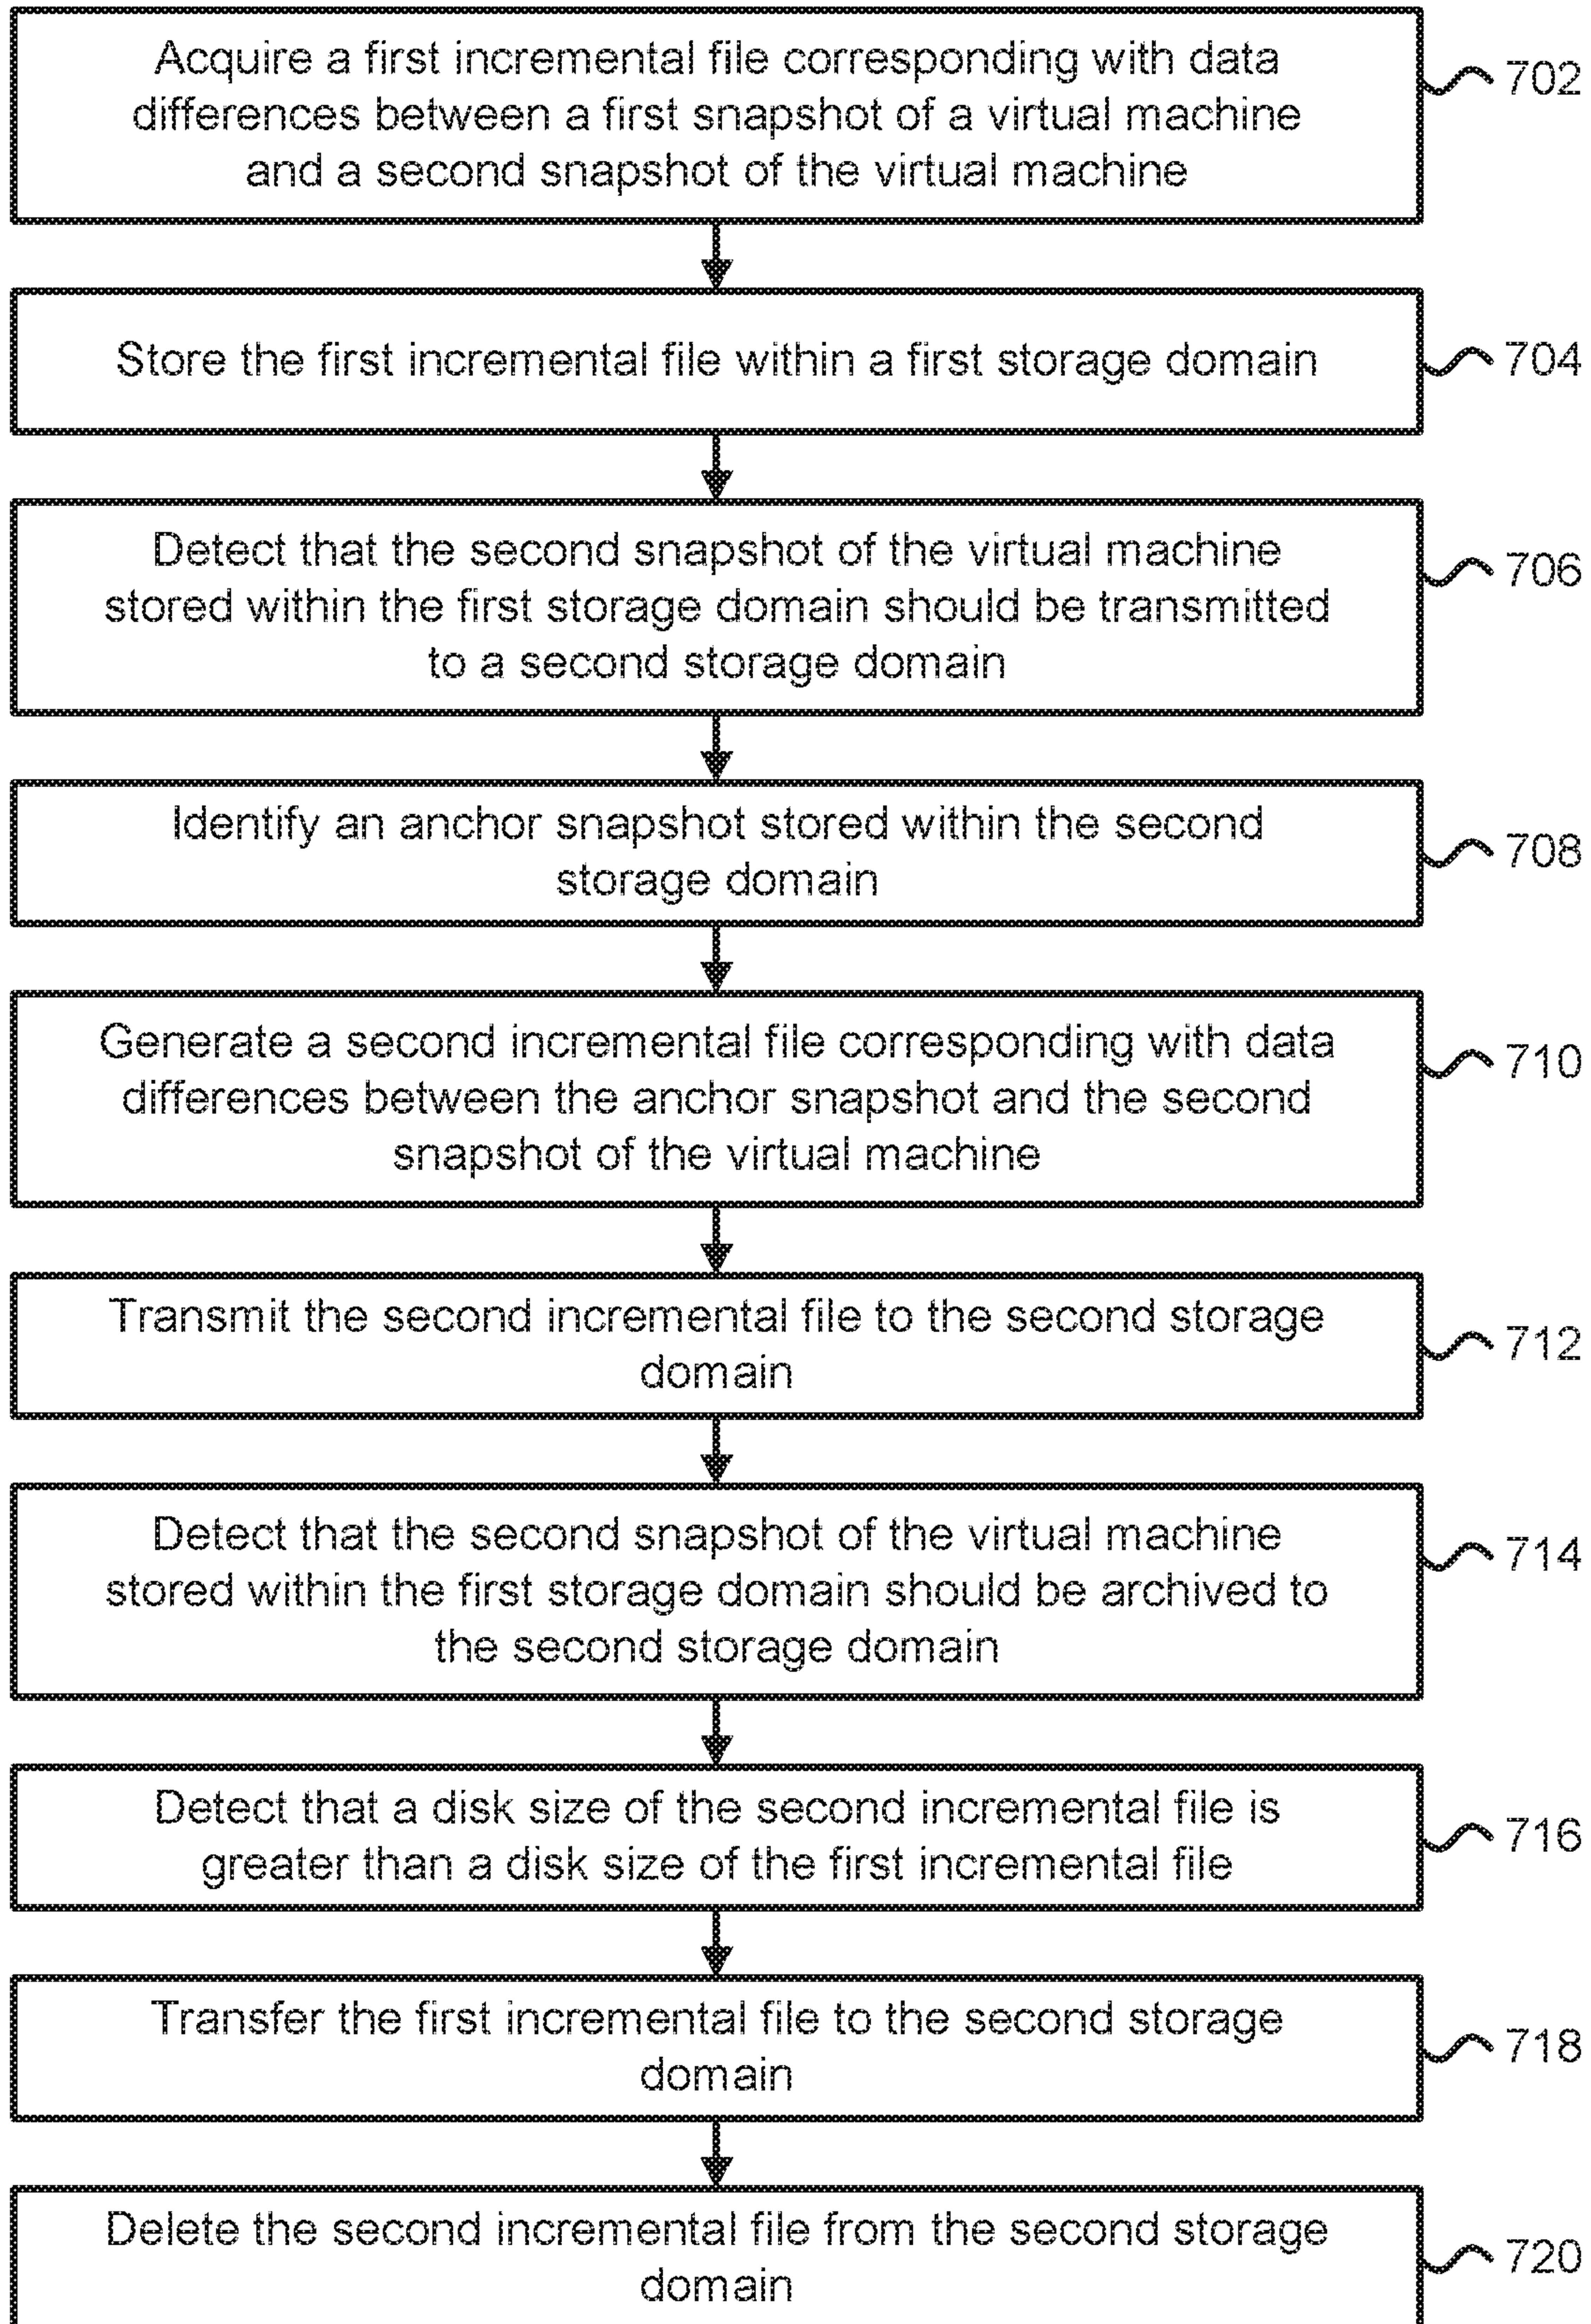 Acquire a first incremental file corresponding with data
differences between a first snapshot of a virtual machine
and a second snapshot of the virtual machine
702
Store the first incremental file within a first storage domain
704
Detect that the second snapshot of the virtual machine
stored within the first storage domain should be transmitted
to a second storage domain
706
Identify an anchor snapshot stored within the second
storage domain
708
Generate a second incremental file corresponding with data
differences between the anchor snapshot and the second
snapshot of the virtual machine
710
Transmit the second incremental file to the second storage
domain
712
Detect that the second snapshot of the virtual machine
stored within the first storage domain should be archived to
the second storage domain
714
Detect that a disk size of the second incremental file is
greater than a disk size of the first incremental file
716
Transfer the first incremental file to the second storage
domain
718
Delete the second incremental file from the second storage
domain
720